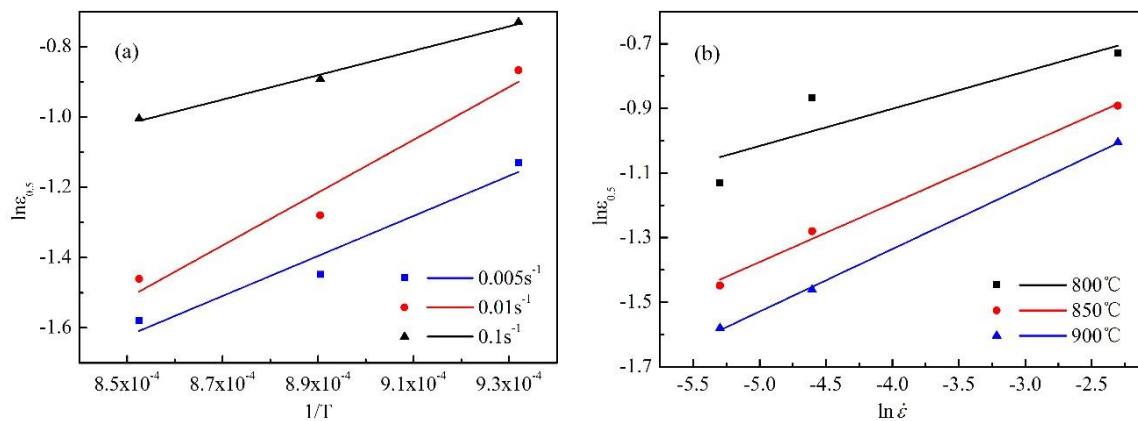 (a)
-0.8
-1.0
-1.2
-1.4
-1.6
lnε0.5
8.5x10⁻⁴
8.7x10⁻⁴
8.9x10⁻⁴
9.1x10⁻⁴
9.3x10⁻⁴
1/T
0.005s⁻¹
0.01s⁻¹
0.1s⁻¹
(b)
-0.7
-0.9
-1.1
-1.3
-1.5
-1.7
lnε0.5
-5.5
-5.0
-4.5
-4.0
-3.5
-3.0
-2.5
ln ε̇
800℃
850℃
900℃